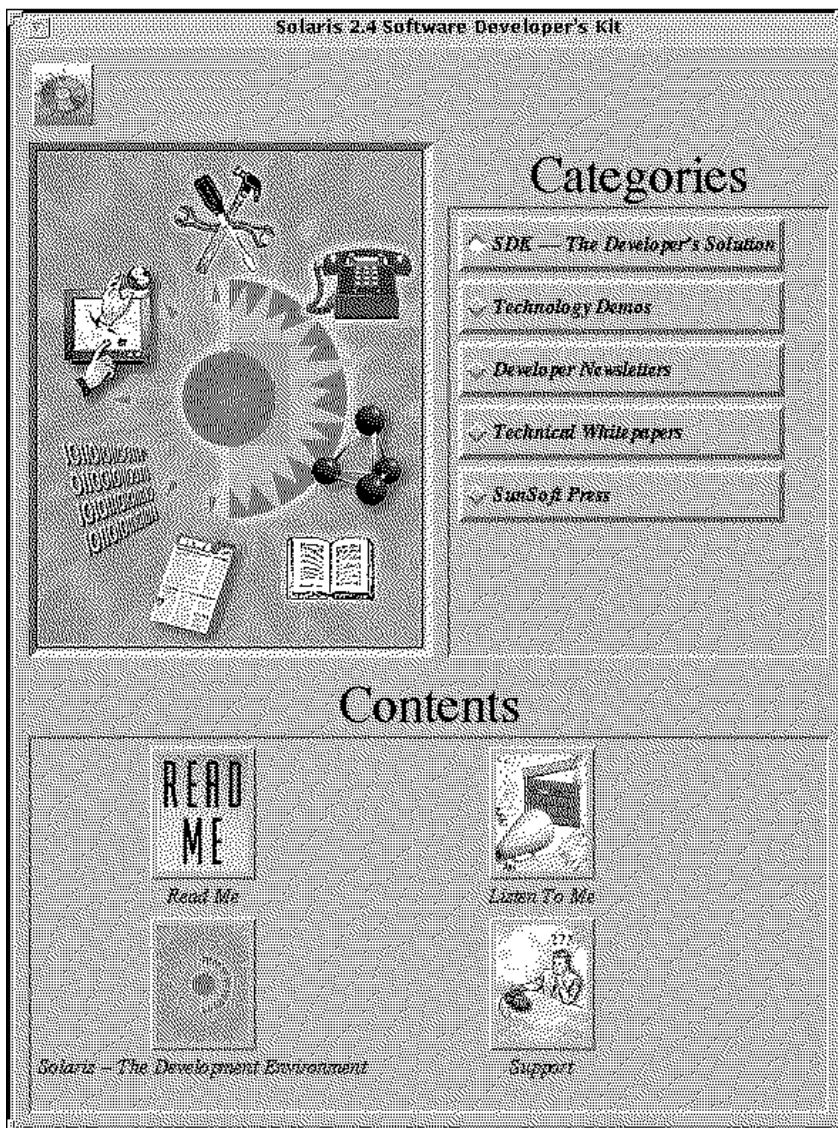 Solaris 2.4 Software Developer's Kit
Categories
SDK — The Developer's Solution
Technology Demos
Developer Newsletters
Technical Whitepapers
SunSoft Press
Contents
READ
ME
Read Me
Listen To Me
???
Solaris – The Development Environment
Support